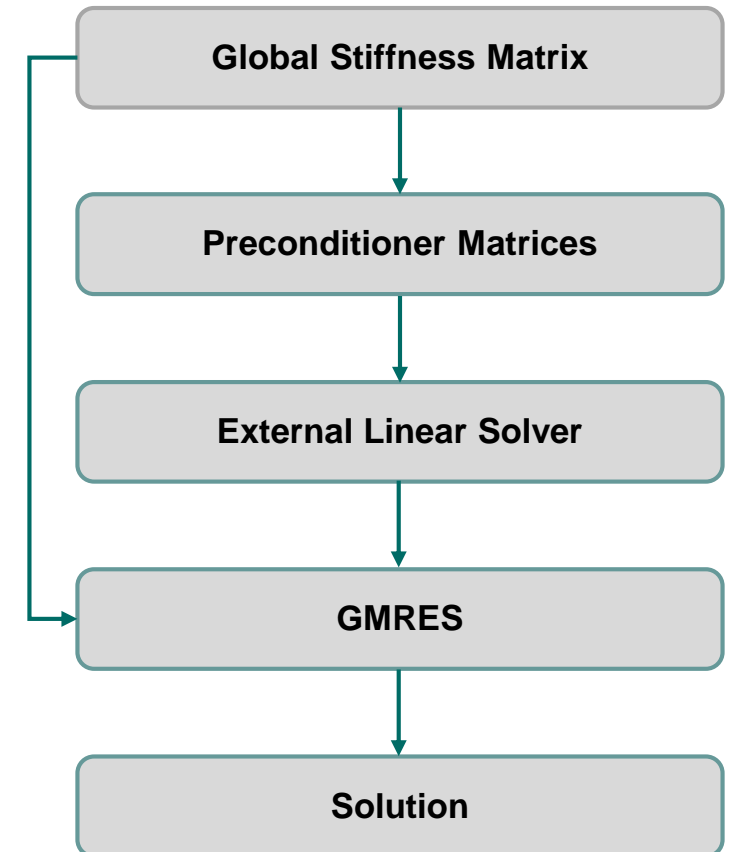 Global Stiffness Matrix
Preconditioner Matrices
External Linear Solver
GMRES
Solution